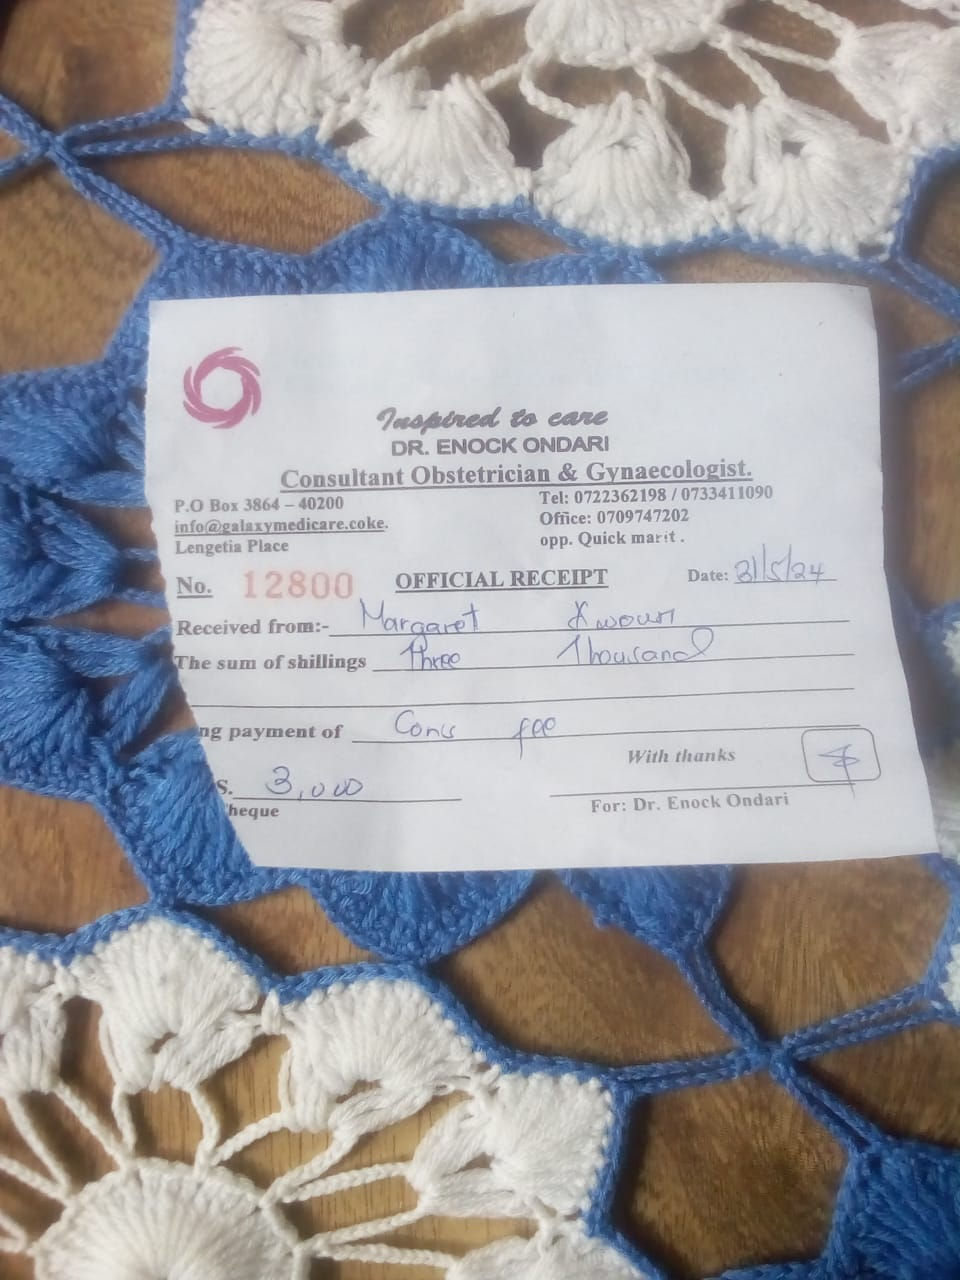 Inspired to care
DR. ENOCK ONDARI
Consultant Obstetrician & Gynaecologist.
P.O Box 3864 – 40200
info@galaxymedicare.coke.
Lengetia Place
Tel: 0722362198 / 0733411090
Office: 0709747202
opp. Quick marit .
No. 12800 OFFICIAL RECEIPT Date: 31/5/24
Received from:- Margaret
The sum of shillings Three Thousand
ng payment of Cons fee
With thanks
S. 3,000
heque
For: Dr. Enock Ondari